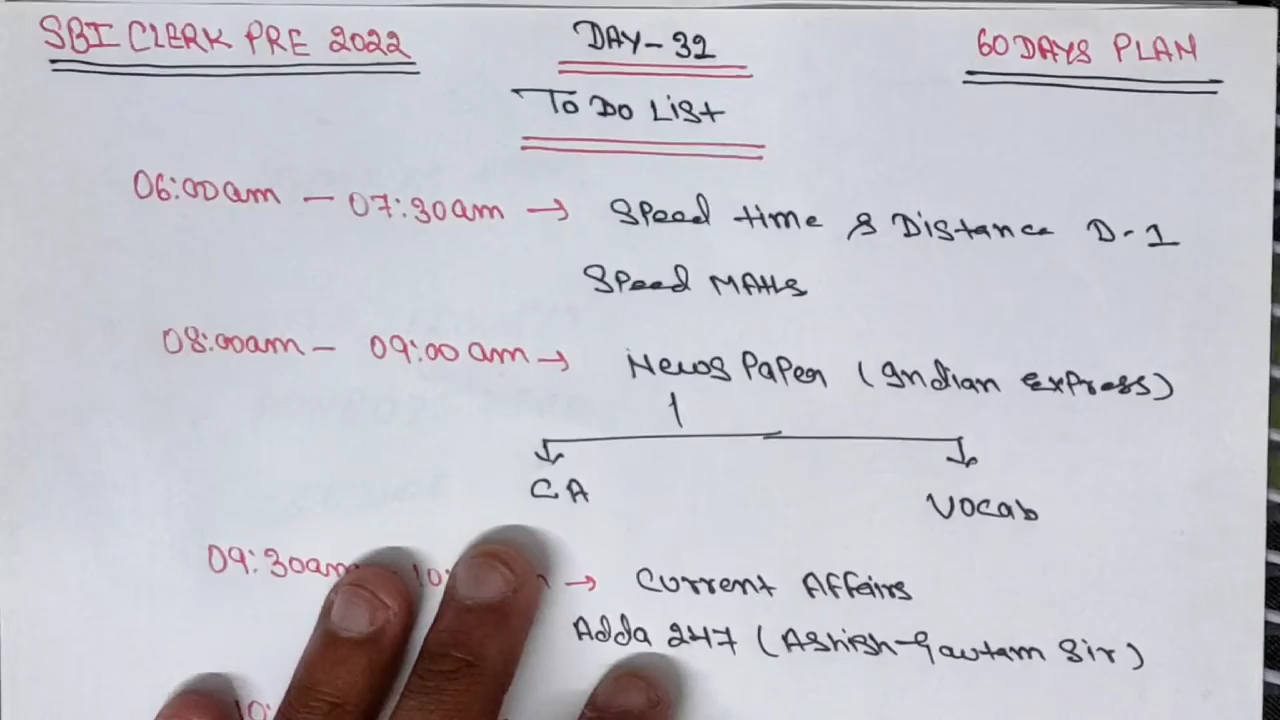 SBI CLERK PRE 2022 DAY-32 60 DAYS PLAN
To Do List
06:00am - 07:30am → Speed time & Distance D-1
Speed MAths
08:00am - 09:00am → News Paper (Indian Express)
CA Vocab
09:30am → Current Affairs
Adda 247 (Ashish Gautam Sir)